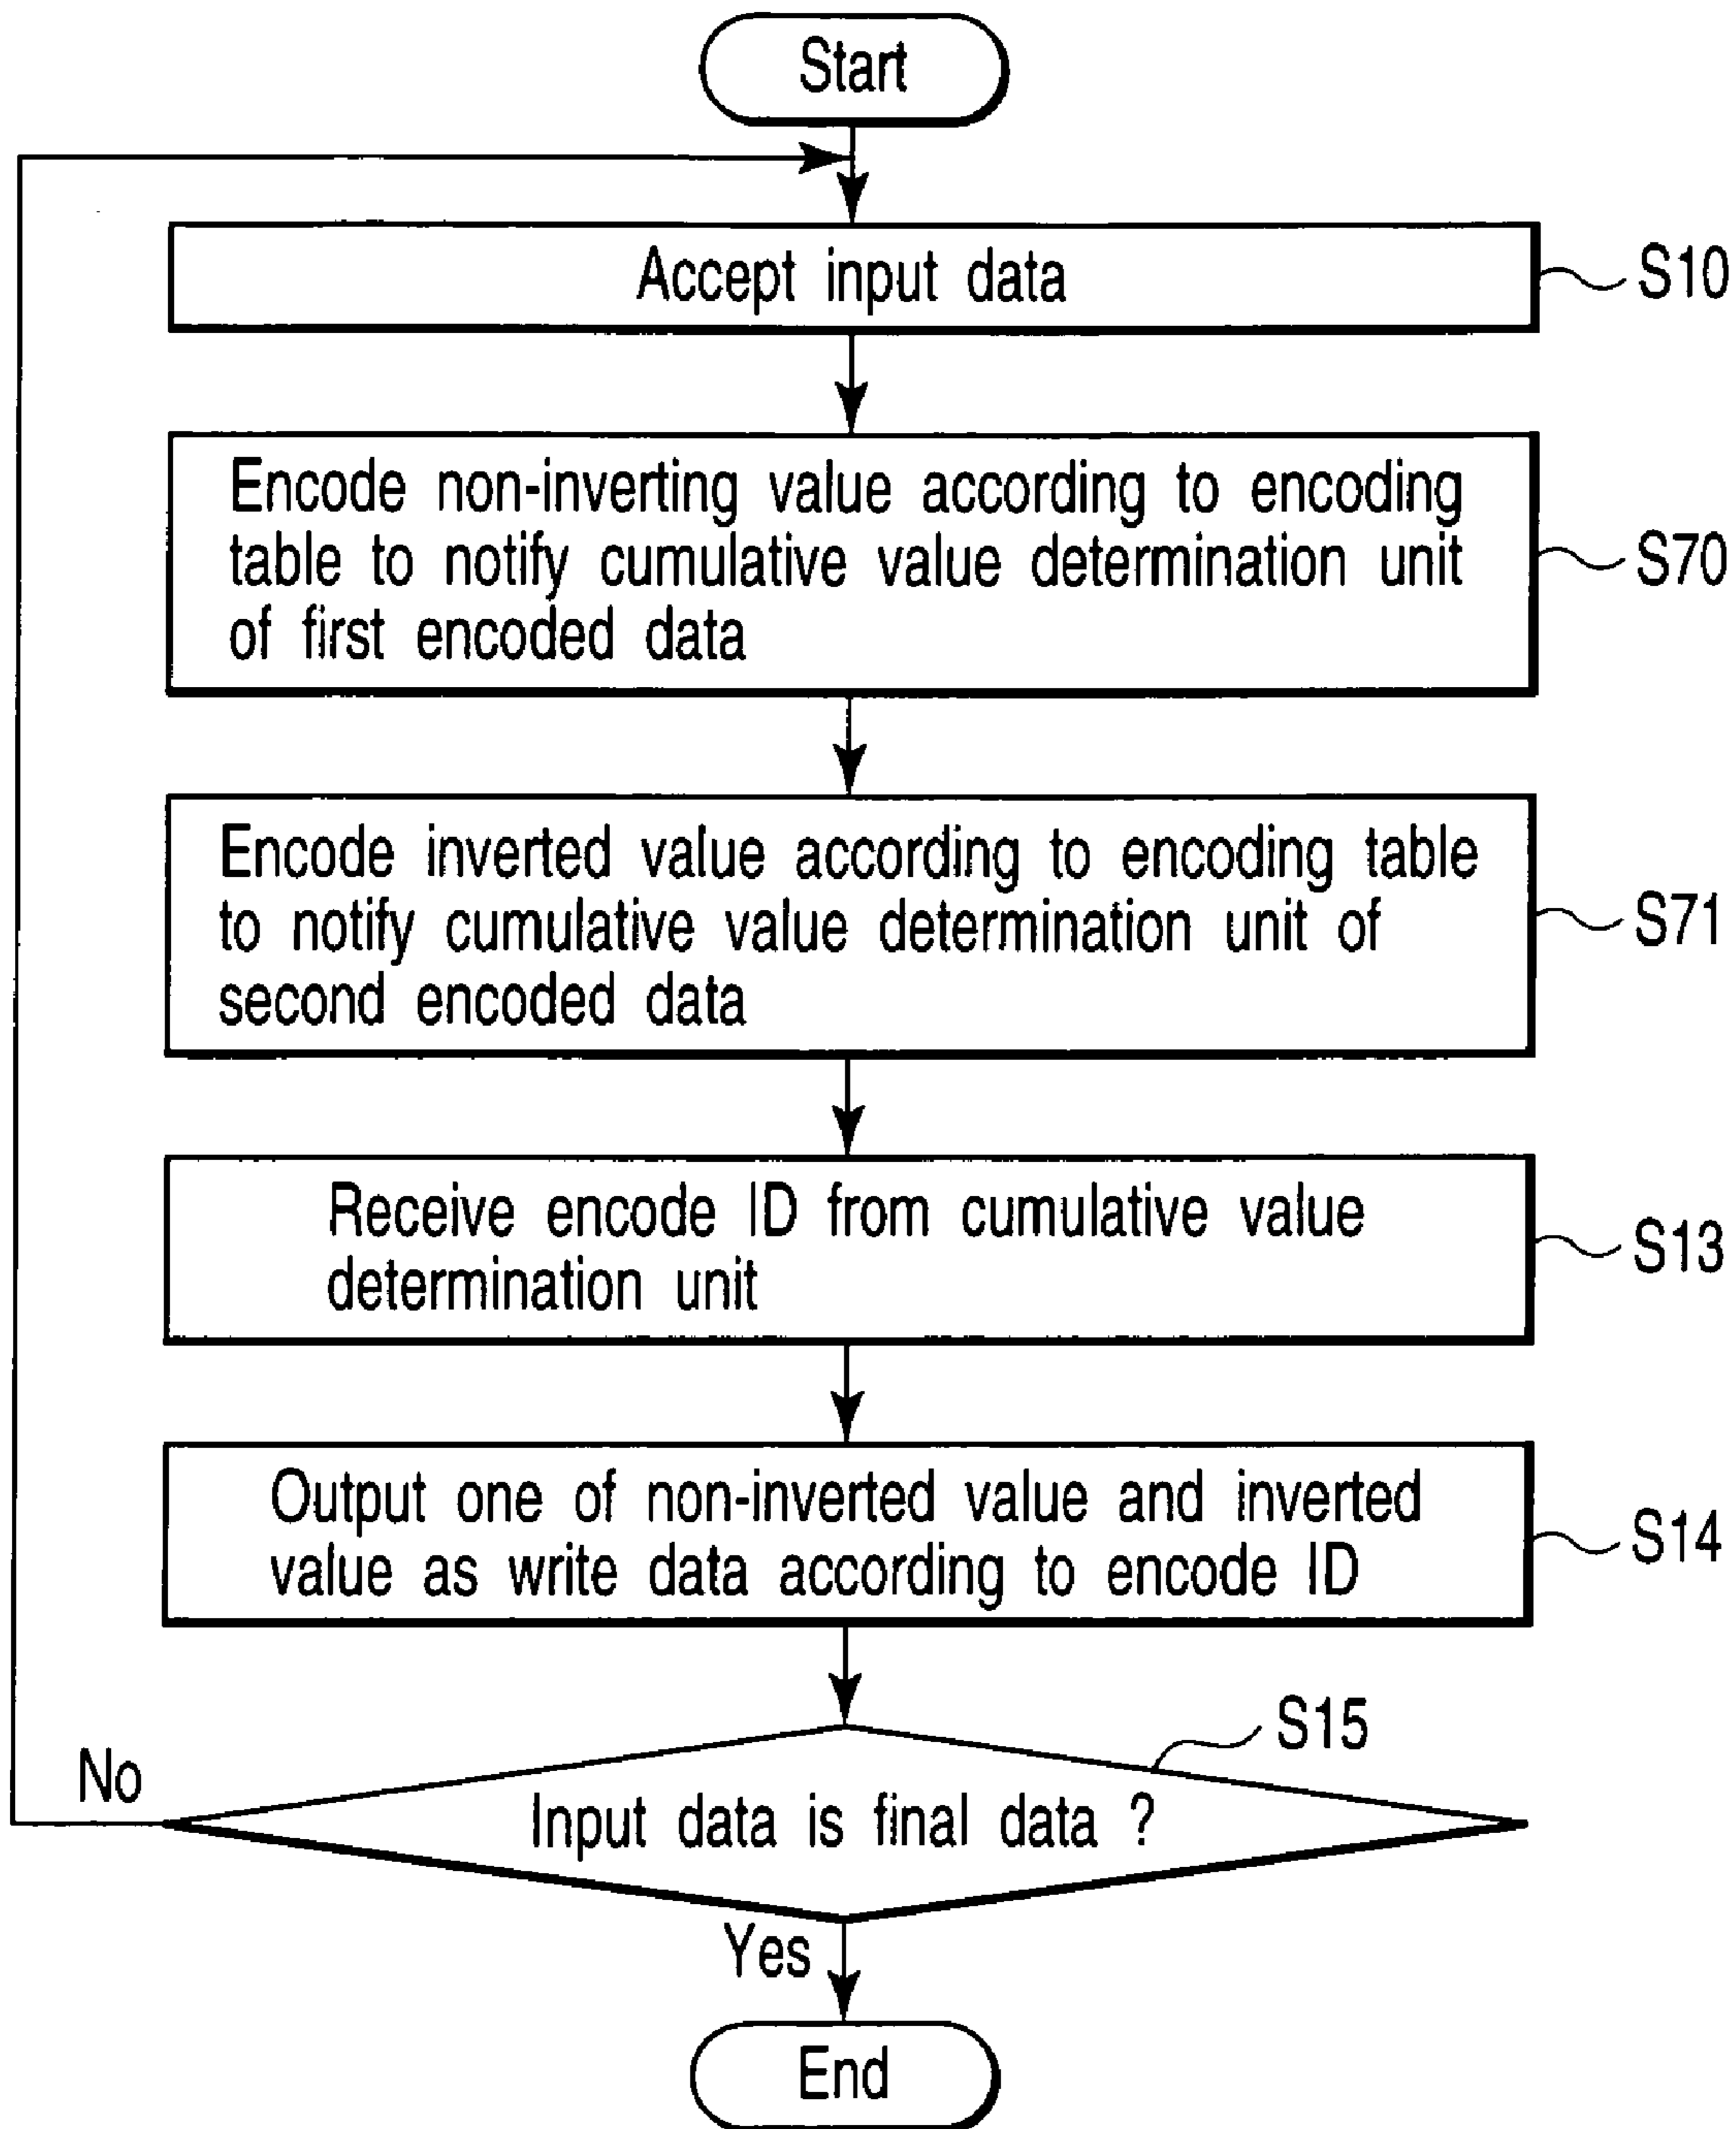 Start
Accept input data
S10
Encode non-inverting value according to encoding
table to notify cumulative value determination unit
of first encoded data
S70
Encode inverted value according to encoding table
to notify cumulative value determination unit of
second encoded data
S71
Receive encode ID from cumulative value
determination unit
S13
Output one of non-inverted value and inverted
value as write data according to encode ID
S14
S15
No
Input data is final data ?
Yes
End